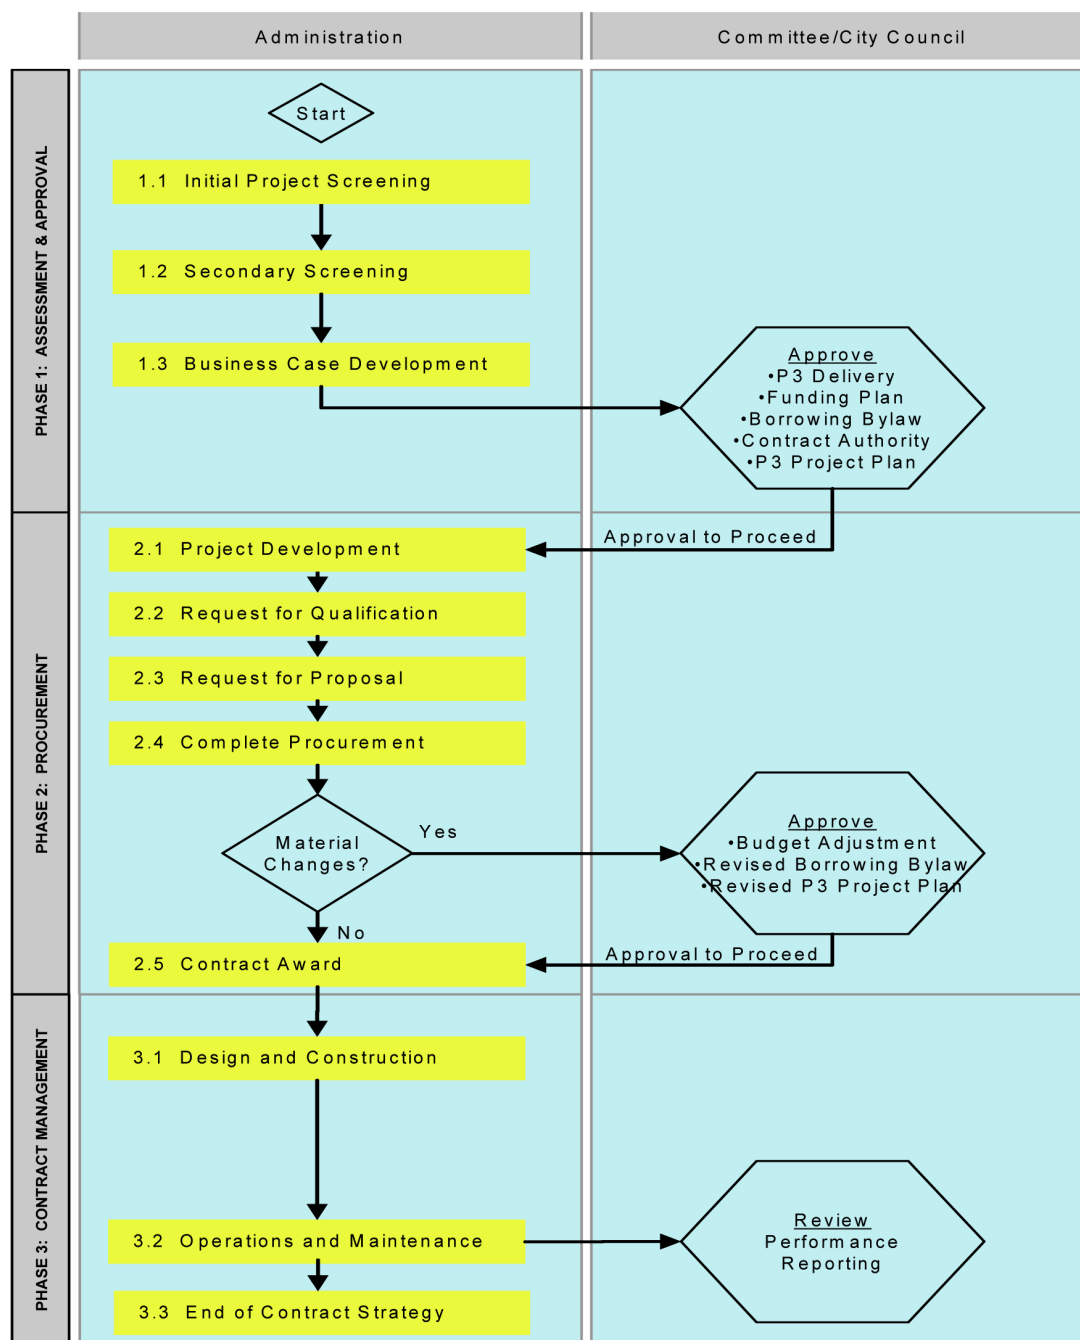 Administration
Committee/City Council
PHASE 1: ASSESSMENT & APPROVAL
Start
1.1 Initial Project Screening
1.2 Secondary Screening
1.3 Business Case Development
Approve
•P3 Delivery
•Funding Plan
•Borrowing Bylaw
•Contract Authority
•P3 Project Plan
PHASE 2: PROCUREMENT
Approval to Proceed
2.1 Project Development
2.2 Request for Qualification
2.3 Request for Proposal
2.4 Complete Procurement
Material
Changes?
Yes
No
Approve
•Budget Adjustment
•Revised Borrowing Bylaw
•Revised P3 Project Plan
Approval to Proceed
2.5 Contract Award
PHASE 3: CONTRACT MANAGEMENT
3.1 Design and Construction
3.2 Operations and Maintenance
Review
Performance
Reporting
3.3 End of Contract Strategy